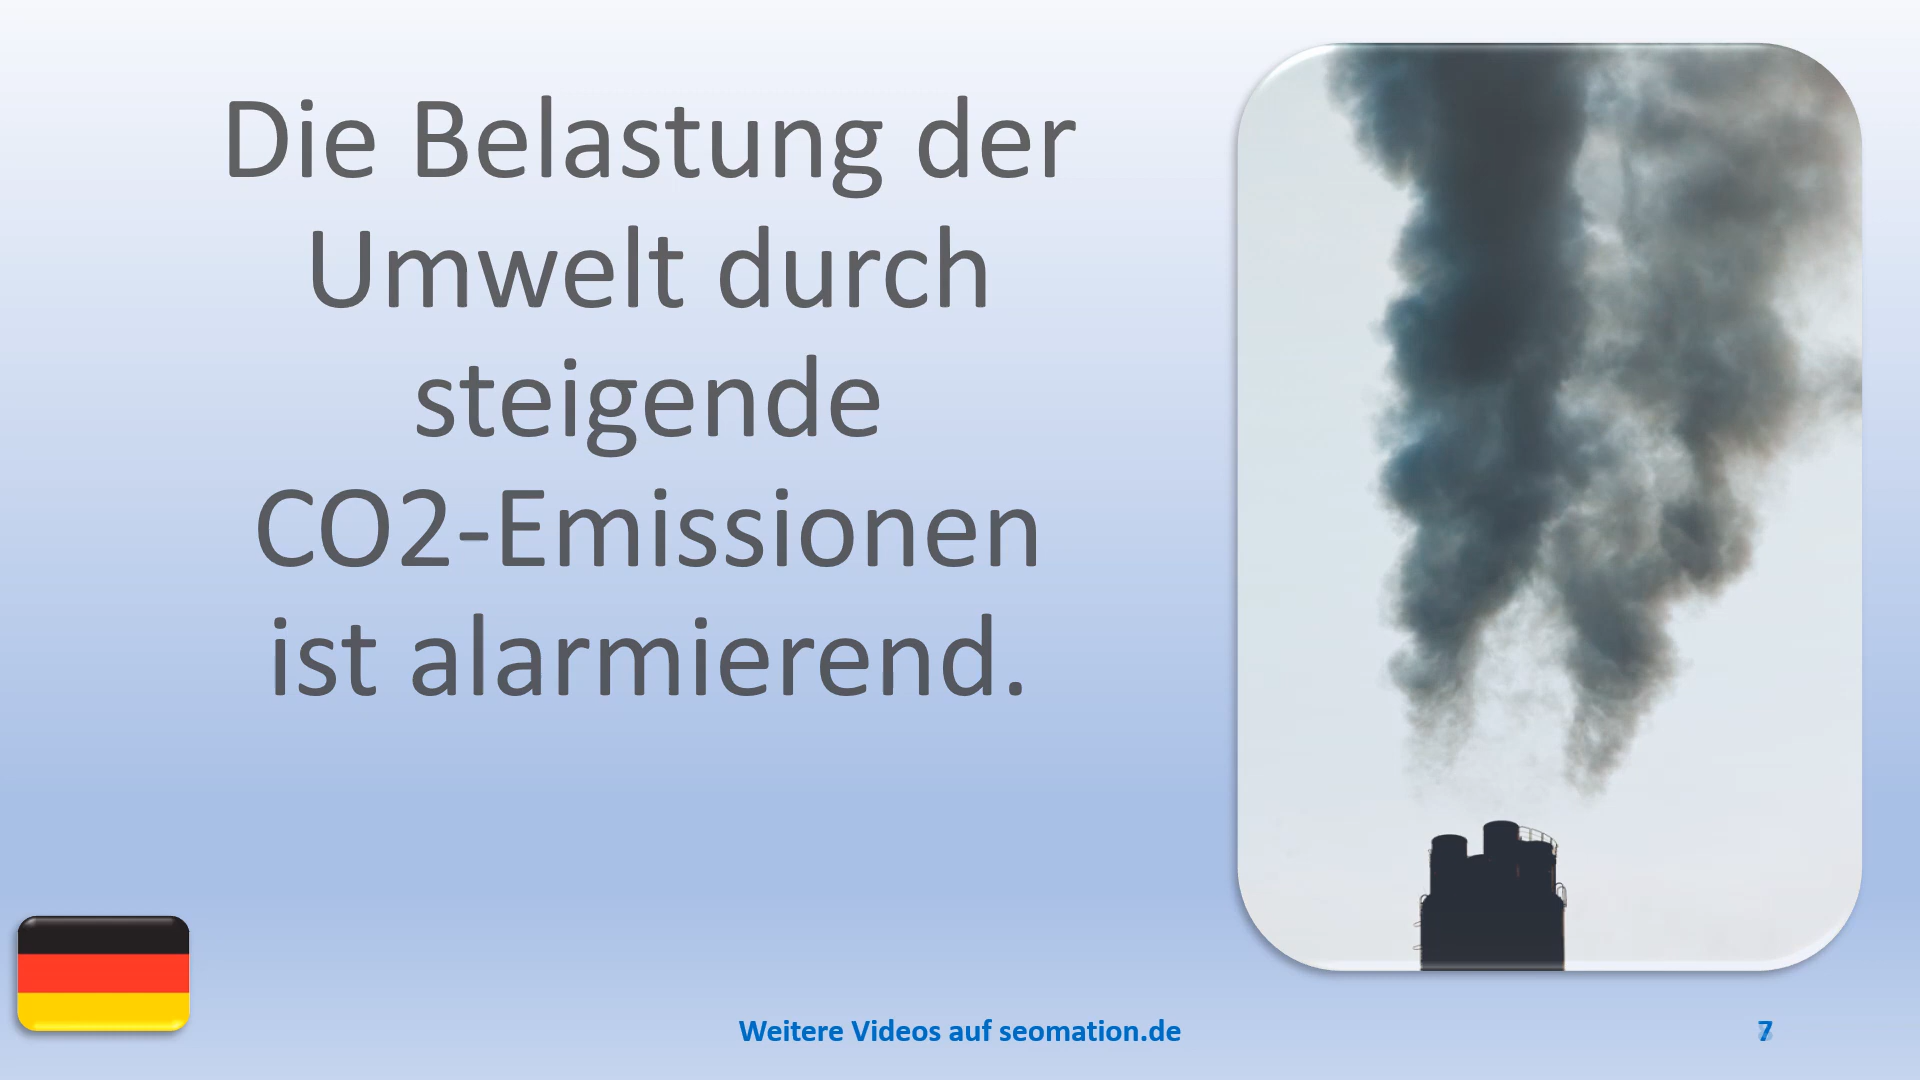 Die Belastung der
Umwelt durch
steigende
CO2-Emissionen
ist alarmierend.
Weitere Videos auf seomation.de
7